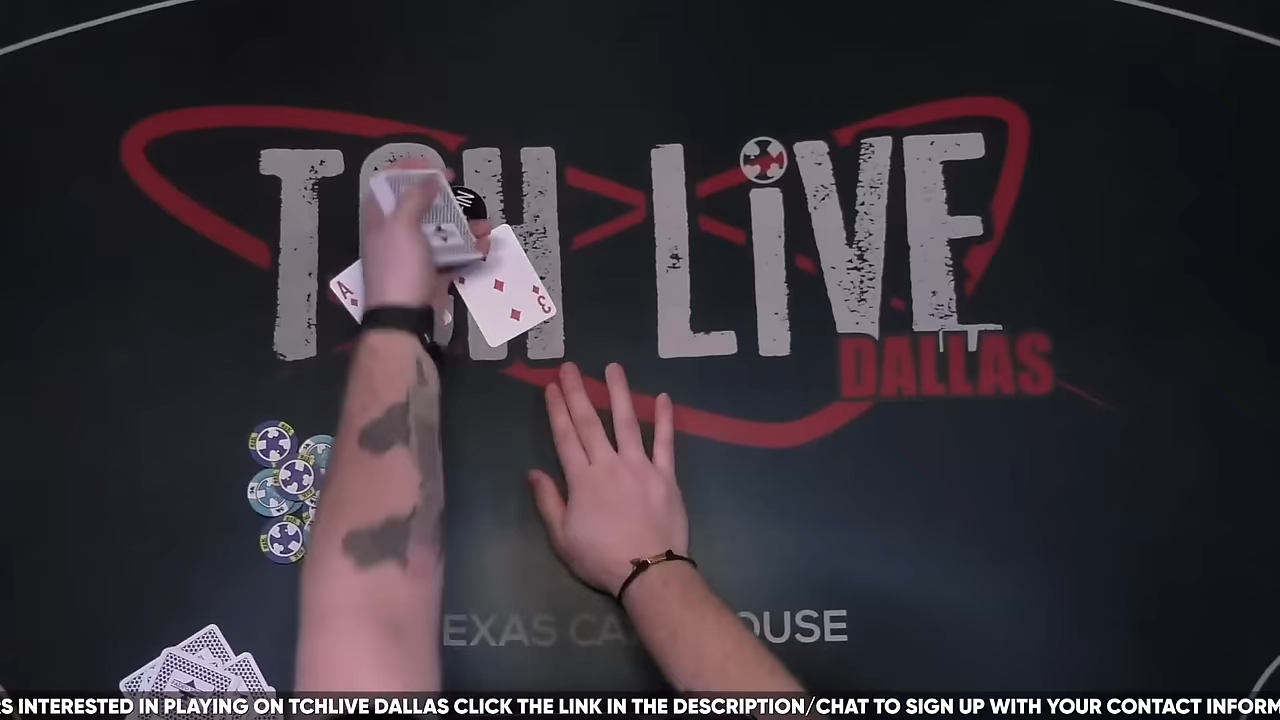 TCH LiVE
DALLAS
A
3
EXAS CA OUSE
S INTERESTED IN PLAYING ON TCHLIVE DALLAS CLICK THE LINK IN THE DESCRIPTION/CHAT TO SIGN UP WITH YOUR CONTACT INFORM